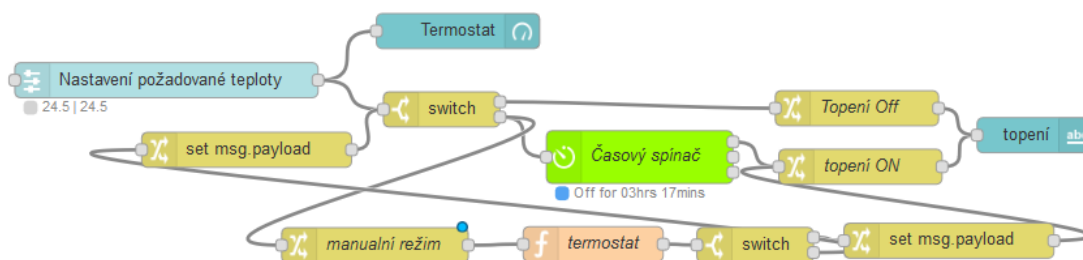 Termostat
Nastavení požadované teploty
24.5 | 24.5
switch
Topení Off
set msg.payload
Časový spínač
topení ON
topení
abc
Off for 03hrs 17mins
manualní režim
f
termostat
switch
set msg.payload